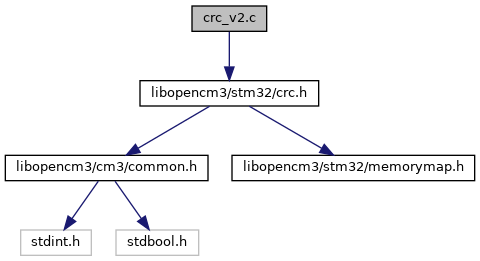 crc_v2.c
libopencm3/stm32/crc.h
libopencm3/cm3/common.h
libopencm3/stm32/memorymap.h
stdint.h
stdbool.h